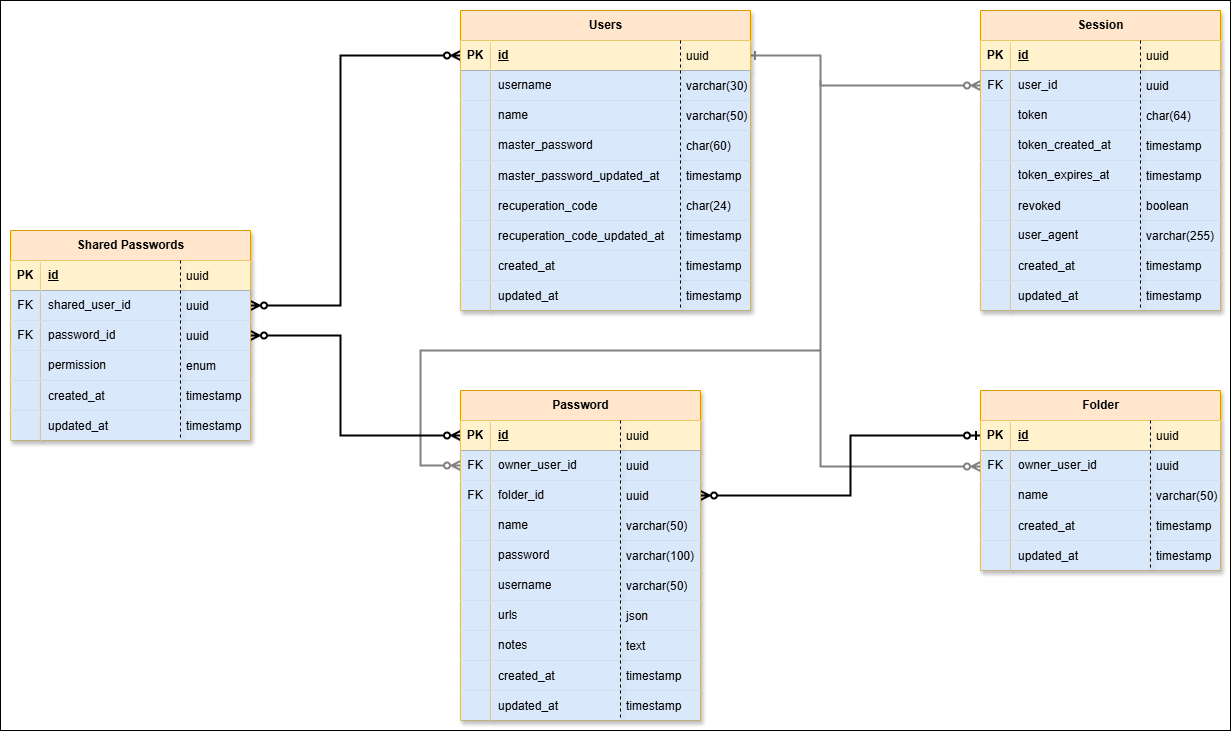 Users
PK id uuid
username varchar(30)
name varchar(50)
master_password char(60)
master_password_updated_at timestamp
recuperation_code char(24)
recuperation_code_updated_at timestamp
created_at timestamp
updated_at timestamp
Session
PK id uuid
FK user_id uuid
token char(64)
token_created_at timestamp
token_expires_at timestamp
revoked boolean
user_agent varchar(255)
created_at timestamp
updated_at timestamp
Shared Passwords
PK id uuid
FK shared_user_id uuid
FK password_id uuid
permission enum
created_at timestamp
updated_at timestamp
Password
PK id uuid
FK owner_user_id uuid
FK folder_id uuid
name varchar(50)
password varchar(100)
username varchar(50)
urls json
notes text
created_at timestamp
updated_at timestamp
Folder
PK id uuid
FK owner_user_id uuid
name varchar(50)
created_at timestamp
updated_at timestamp